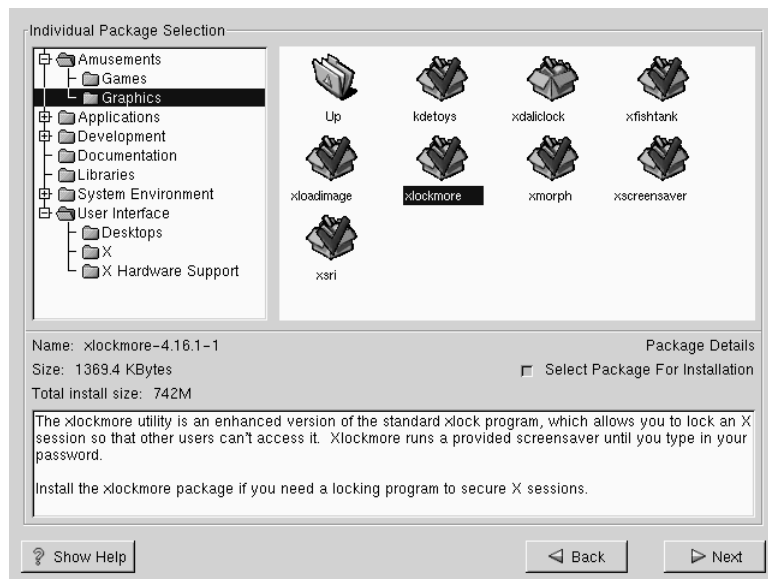 Individual Package Selection
Amusements
Games
Graphics
Applications
Development
Documentation
Libraries
System Environment
User Interface
Desktops
X
X Hardware Support
Up kdetoys xdaliclock xfishtank
xloadimage xlockmore xmorph xscreensaver
xsri
Name: xlockmore-4.16.1-1
Package Details
Size: 1369.4 KBytes
Select Package For Installation
Total install size: 742M
The xlockmore utility is an enhanced version of the standard xlock program, which allows you to lock an X
session so that other users can't access it. Xlockmore runs a provided screensaver until you type in your
password.
Install the xlockmore package if you need a locking program to secure X sessions.
Show Help
Back
Next